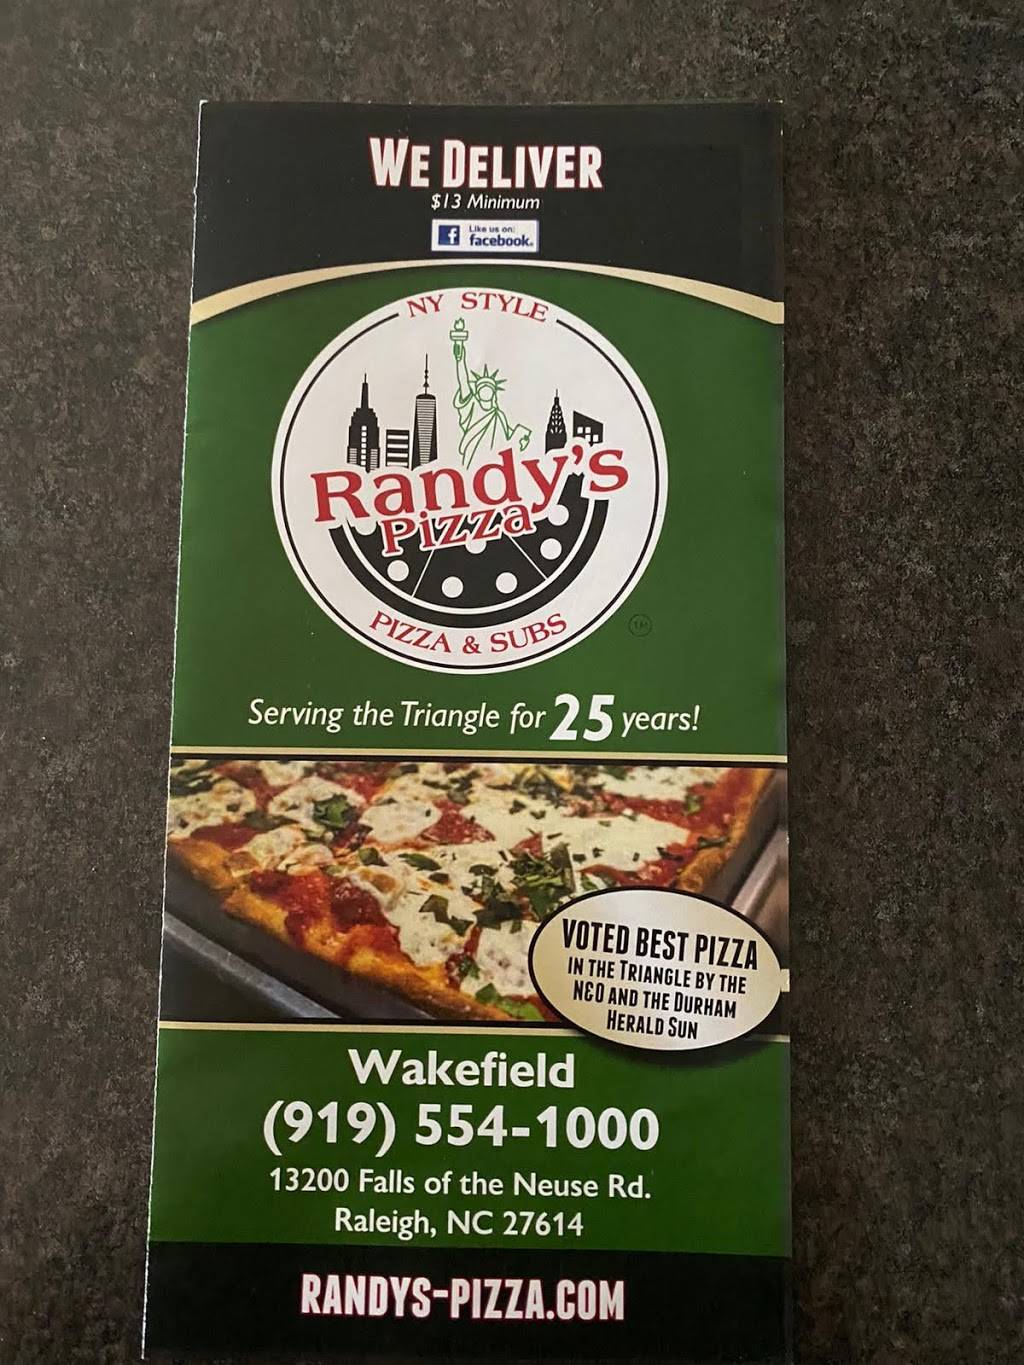 WE DELIVER
$13 Minimum
Like us on:
facebook.
NY STYLE
Randy's
Pizza
PIZZA & SUBS
TM
Serving the Triangle for 25 years!
VOTED BEST PIZZA
IN THE TRIANGLE BY THE
N&O AND THE DURHAM
HERALD SUN
Wakefield
(919) 554-1000
13200 Falls of the Neuse Rd.
Raleigh, NC 27614
RANDYS-PIZZA.COM